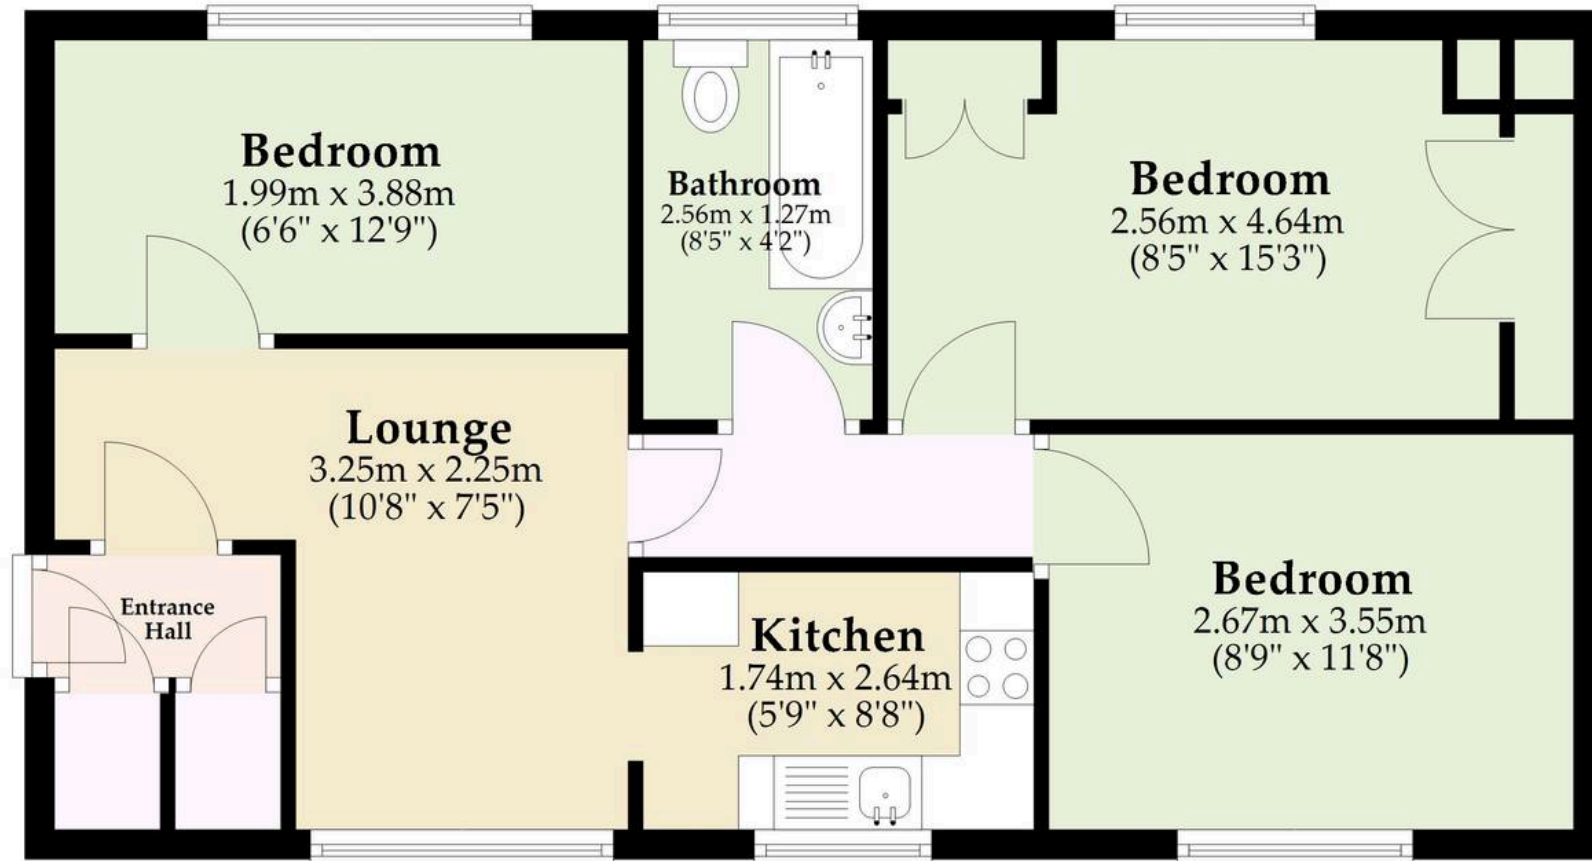 Bedroom
1.99m x 3.88m
(6'6" x 12'9")
Bathroom
2.56m x 1.27m
(8'5" x 4'2")
Bedroom
2.56m x 4.64m
(8'5" x 15'3")
Lounge
3.25m x 2.25m
(10'8" x 7'5")
Entrance
Hall
Kitchen
1.74m x 2.64m
(5'9" x 8'8")
Bedroom
2.67m x 3.55m
(8'9" x 11'8")